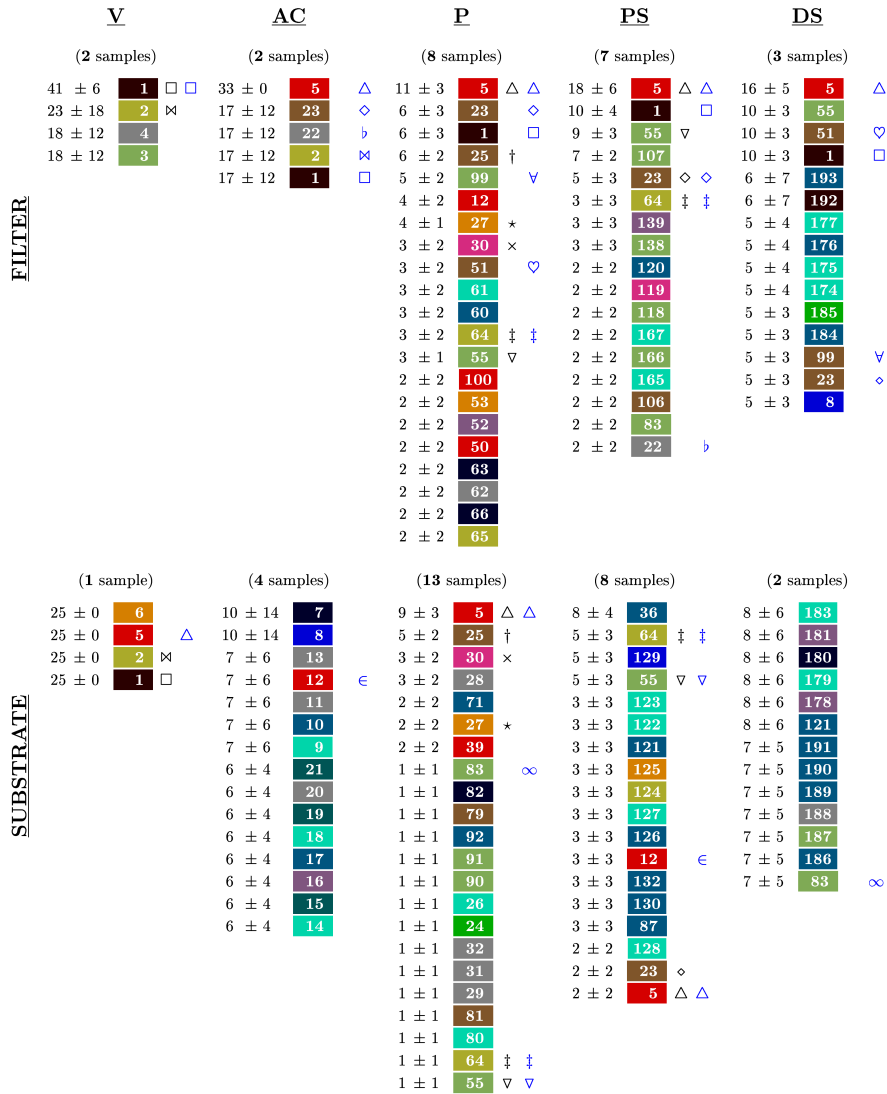 V AC P PS DS
(2 samples) (2 samples) (8 samples) (7 samples) (3 samples)
FILTER
41 ± 6 1 □ □ 33 ± 0 5 △ 11 ± 3 5 △ △ 18 ± 6 5 △ △ 16 ± 5 5 △
23 ± 18 2 ⋈ 17 ± 12 23 ◇ 6 ± 3 23 ◇ 10 ± 4 1 □ 10 ± 3 55
18 ± 12 4 17 ± 12 22 ♭ 6 ± 3 1 □ 9 ± 3 55 ▽ 10 ± 3 51 ♡
18 ± 12 3 17 ± 12 2 ⋈ 6 ± 2 25 † 7 ± 2 107 10 ± 3 1 □
17 ± 12 1 □ 5 ± 2 99 ∀ 5 ± 3 23 ◇ ◇ 6 ± 7 193
4 ± 2 12 3 ± 3 64 ‡ ‡ 6 ± 7 192
4 ± 1 27 ⋆ 3 ± 3 139 5 ± 4 177
3 ± 2 30 × 3 ± 3 138 5 ± 4 176
3 ± 2 51 ♡ 2 ± 2 120 5 ± 4 175
3 ± 2 61 2 ± 2 119 5 ± 4 174
3 ± 2 60 2 ± 2 118 5 ± 3 185
3 ± 2 64 ‡ ‡ 2 ± 2 167 5 ± 3 184
3 ± 1 55 ▽ 2 ± 2 166 5 ± 3 99 ∀
2 ± 2 100 2 ± 2 165 5 ± 3 23 ◇
2 ± 2 53 2 ± 2 106 5 ± 3 8
2 ± 2 52 2 ± 2 83
2 ± 2 50 2 ± 2 22 ♭
2 ± 2 63
2 ± 2 62
2 ± 2 66
2 ± 2 65
(1 sample) (4 samples) (13 samples) (8 samples) (2 samples)
SUBSTRATE
25 ± 0 6 10 ± 14 7 9 ± 3 5 △ △ 8 ± 4 36 8 ± 6 183
25 ± 0 5 △ 10 ± 14 8 5 ± 2 25 † 5 ± 3 64 ‡ ‡ 8 ± 6 181
25 ± 0 2 ⋈ 7 ± 6 13 3 ± 2 30 × 5 ± 3 129 8 ± 6 180
25 ± 0 1 □ 7 ± 6 12 ∈ 3 ± 2 28 5 ± 3 55 ▽ ▽ 8 ± 6 179
7 ± 6 11 2 ± 2 71 3 ± 3 123 8 ± 6 178
7 ± 6 10 2 ± 2 27 ⋆ 3 ± 3 122 8 ± 6 121
7 ± 6 9 2 ± 2 39 3 ± 3 121 7 ± 5 191
6 ± 4 21 1 ± 1 83 ∞ 3 ± 3 125 7 ± 5 190
6 ± 4 20 1 ± 1 82 3 ± 3 124 7 ± 5 189
6 ± 4 19 1 ± 1 79 3 ± 3 127 7 ± 5 188
6 ± 4 18 1 ± 1 92 3 ± 3 126 7 ± 5 187
6 ± 4 17 1 ± 1 91 3 ± 3 12 ∈ 7 ± 5 186
6 ± 4 16 1 ± 1 90 3 ± 3 132 7 ± 5 83 ∞
6 ± 4 15 1 ± 1 26 3 ± 3 130
6 ± 4 14 1 ± 1 24 3 ± 3 87
1 ± 1 32 2 ± 2 128
1 ± 1 31 2 ± 2 23 ◇
1 ± 1 29 2 ± 2 5 △ △
1 ± 1 81
1 ± 1 80
1 ± 1 64 ‡ ‡
1 ± 1 55 ▽ ▽